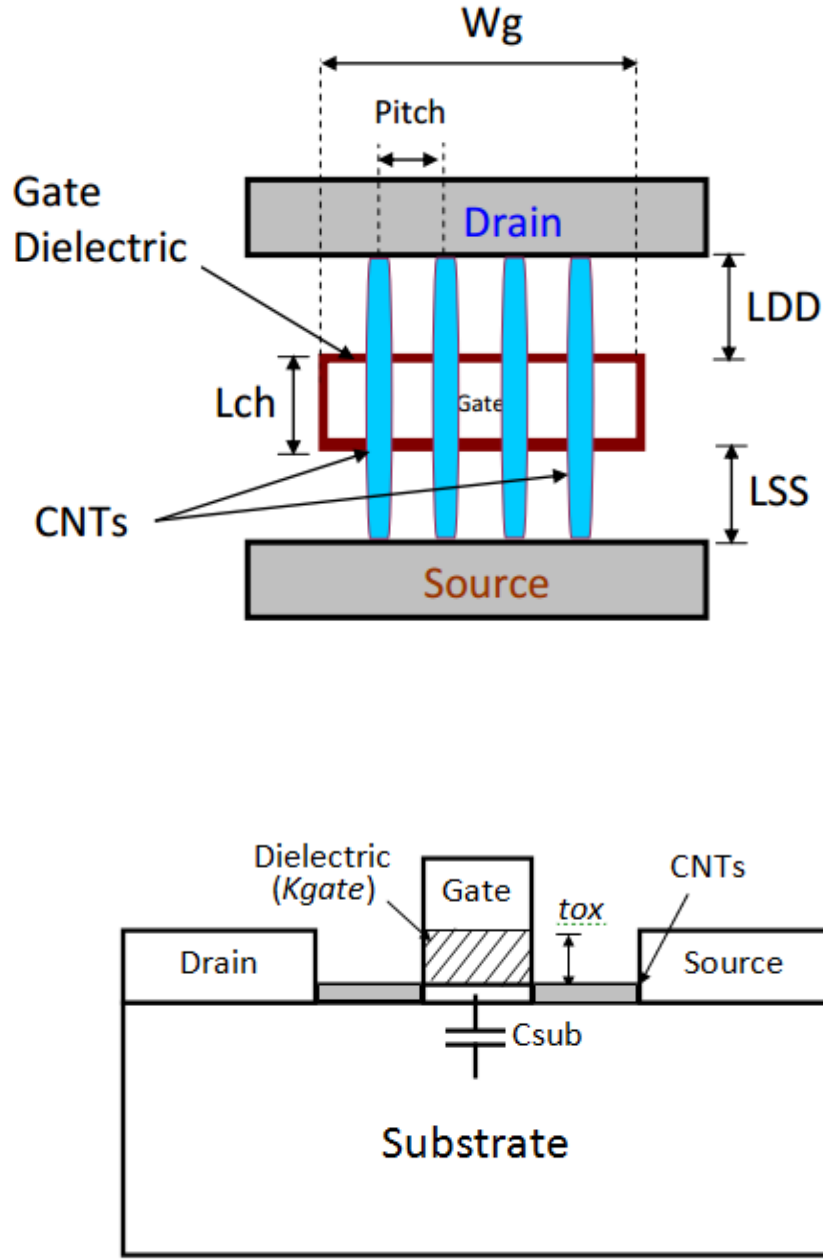 Wg
Pitch
Gate
Dielectric
Drain
LDD
Lch
Gate
CNTs
LSS
Source
Dielectric
(Kgate)
Gate
tox
CNTs
Drain
Source
Csub
Substrate